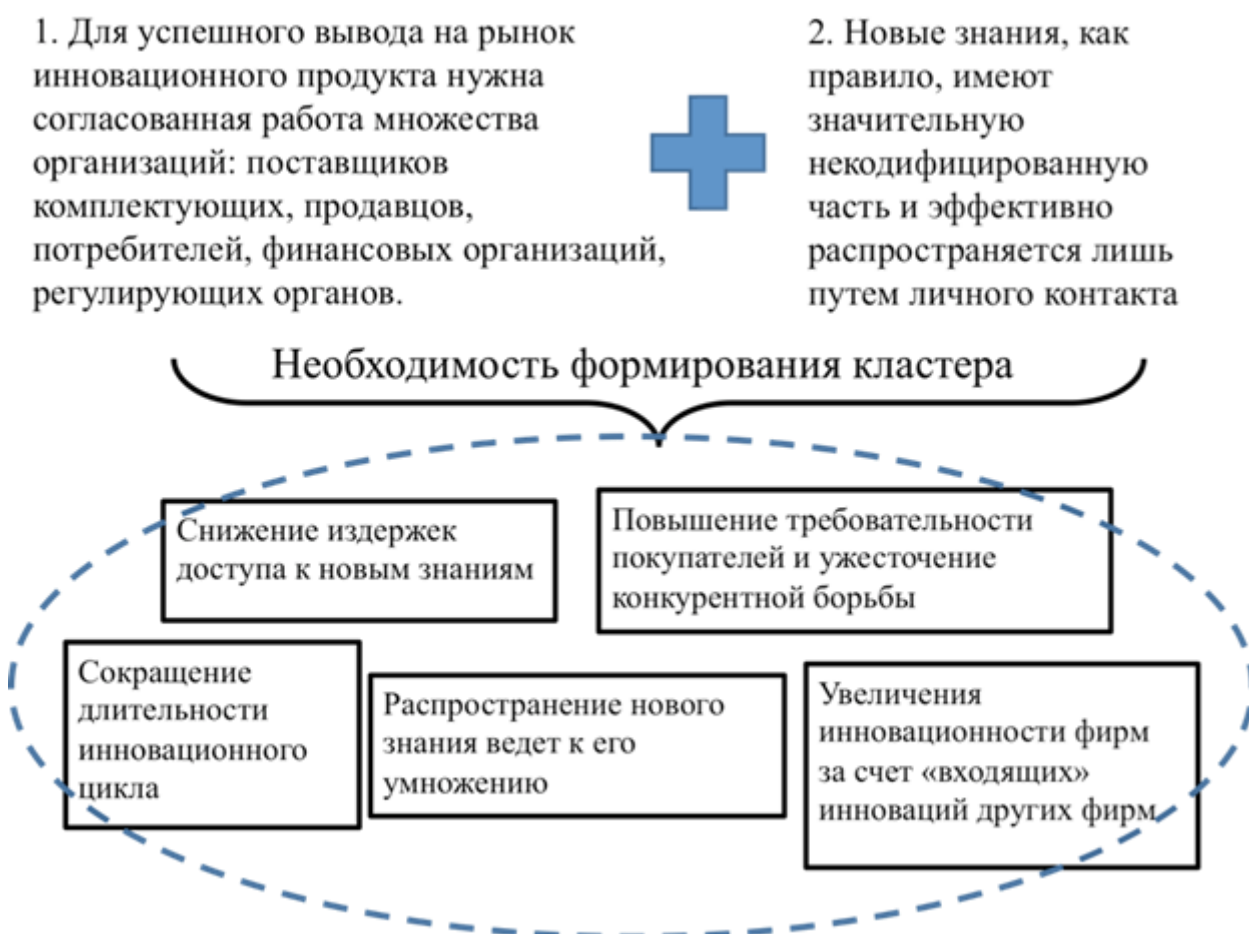 1. Для успешного вывода на рынок
инновационного продукта нужна
согласованная работа множества
организаций: поставщиков
комплектующих, продавцов,
потребителей, финансовых организаций,
регулирующих органов.
2. Новые знания, как
правило, имеют
значительную
некодифицированную
часть и эффективно
распространяется лишь
путем личного контакта
Необходимость формирования кластера
Снижение издержек
доступа к новым знаниям
Повышение требовательности
покупателей и ужесточение
конкурентной борьбы
Сокращение
длительности
инновационного
цикла
Распространение нового
знания ведет к его
умножению
Увеличения
инновационности фирм
за счет «входящих»
инноваций других фирм